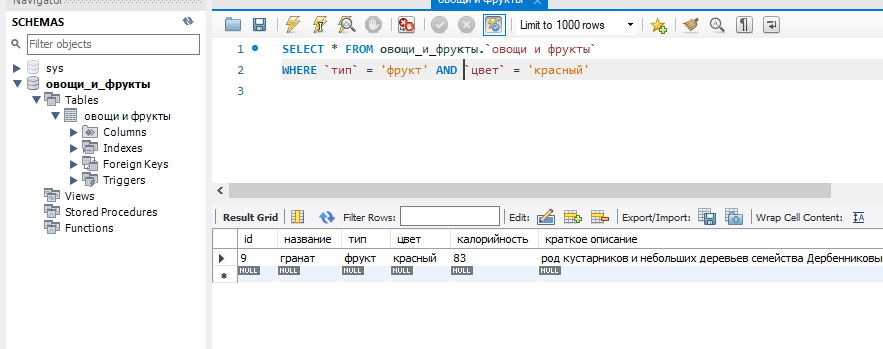 Navigator
овощи и фрукты
SCHEMAS
Filter objects
sys
овощи_и_фрукты
Tables
овощи и фрукты
Columns
Indexes
Foreign Keys
Triggers
Views
Stored Procedures
Functions
Limit to 1000 rows
1 SELECT * FROM овощи_и_фрукты.`овощи и фрукты`
2 WHERE `тип` = 'фрукт' AND `цвет` = 'красный'
3
Result Grid Filter Rows: Edit: Export/Import: Wrap Cell Content:
id название тип цвет калорийность краткое описание
9 гранат фрукт красный 83 род кустарников и небольших деревьев семейства Дербенниковы
NULL NULL NULL NULL NULL NULL